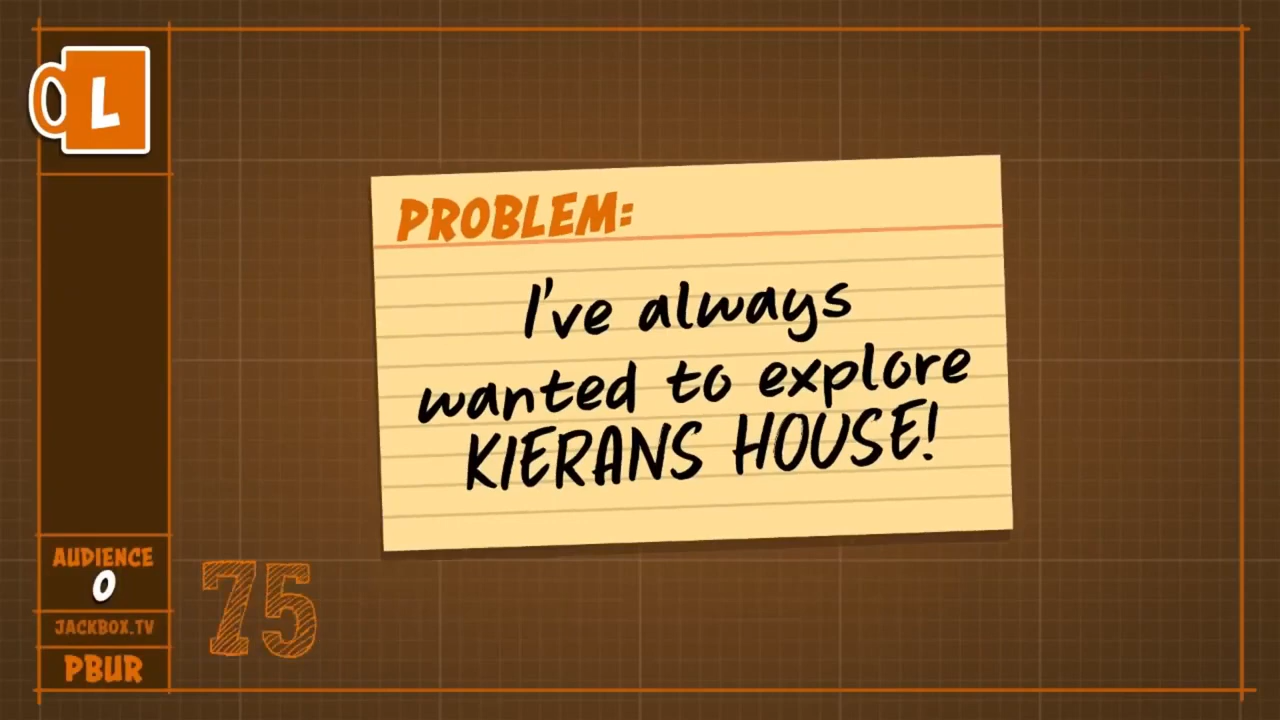 L
PROBLEM:
I've always
wanted to explore
KIERANS HOUSE!
AUDIENCE
0
JACKBOX.TV
PBUR
75